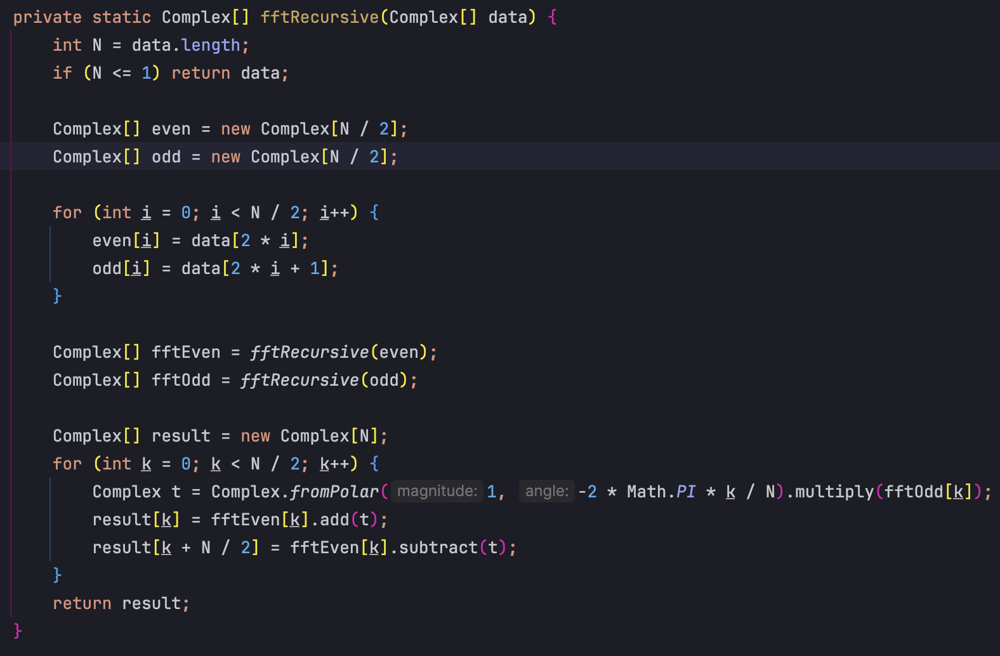 private static Complex[] fftRecursive(Complex[] data) {
    int N = data.length;
    if (N <= 1) return data;

    Complex[] even = new Complex[N / 2];
    Complex[] odd = new Complex[N / 2];

    for (int i = 0; i < N / 2; i++) {
        even[i] = data[2 * i];
        odd[i] = data[2 * i + 1];
    }

    Complex[] fftEven = fftRecursive(even);
    Complex[] fftOdd = fftRecursive(odd);

    Complex[] result = new Complex[N];
    for (int k = 0; k < N / 2; k++) {
        Complex t = Complex.fromPolar( magnitude: 1, angle: -2 * Math.PI * k / N).multiply(fftOdd[k]);
        result[k] = fftEven[k].add(t);
        result[k + N / 2] = fftEven[k].subtract(t);
    }
    return result;
}